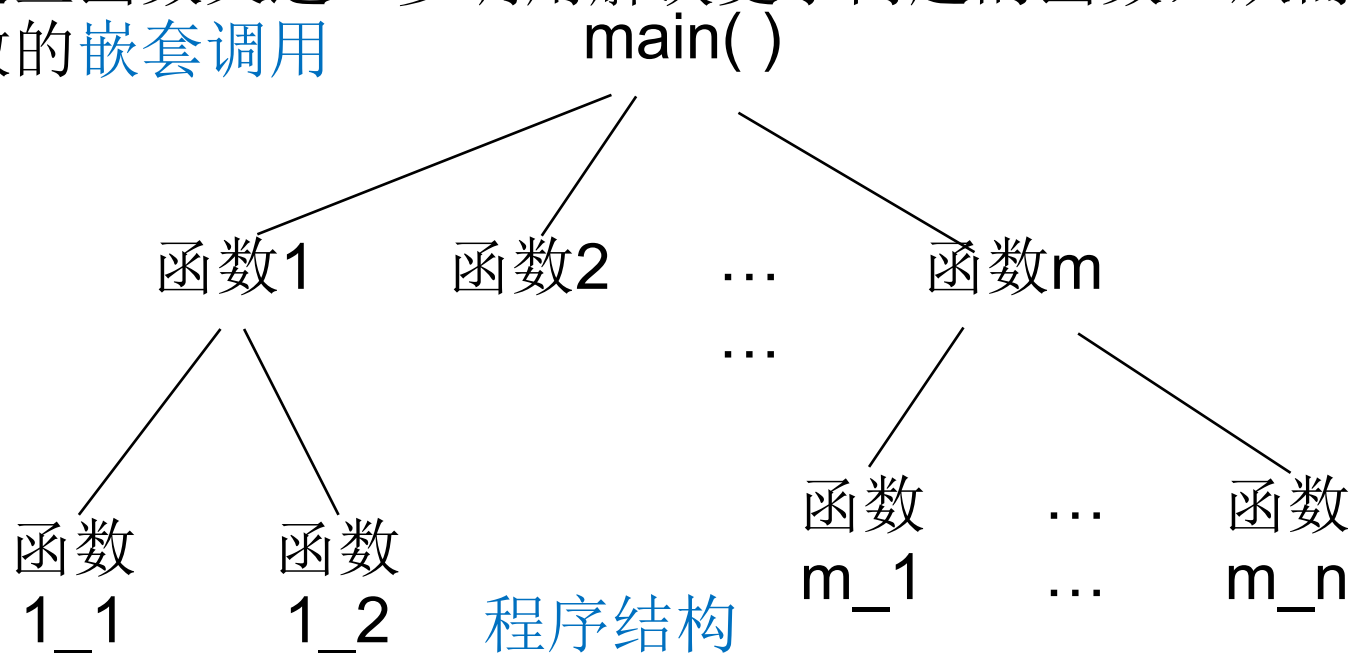 main( )
数的嵌套调用
函数1 函数2 … 函数m
…
函数 … 函数
m_1 … m_n
函数 函数
1_1 1_2
程序结构